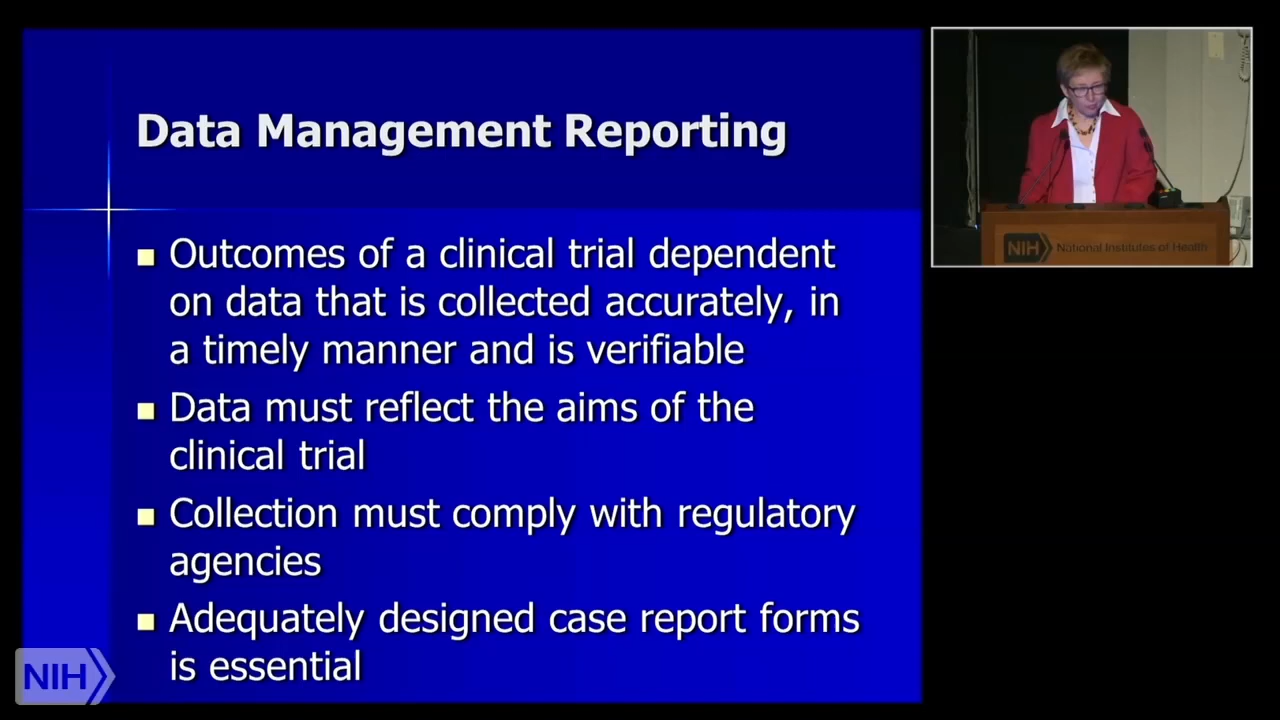 Data Management Reporting
Outcomes of a clinical trial dependent
on data that is collected accurately, in
a timely manner and is verifiable
Data must reflect the aims of the
clinical trial
Collection must comply with regulatory
agencies
Adequately designed case report forms
is essential
NIH
NIH National Institutes of Health